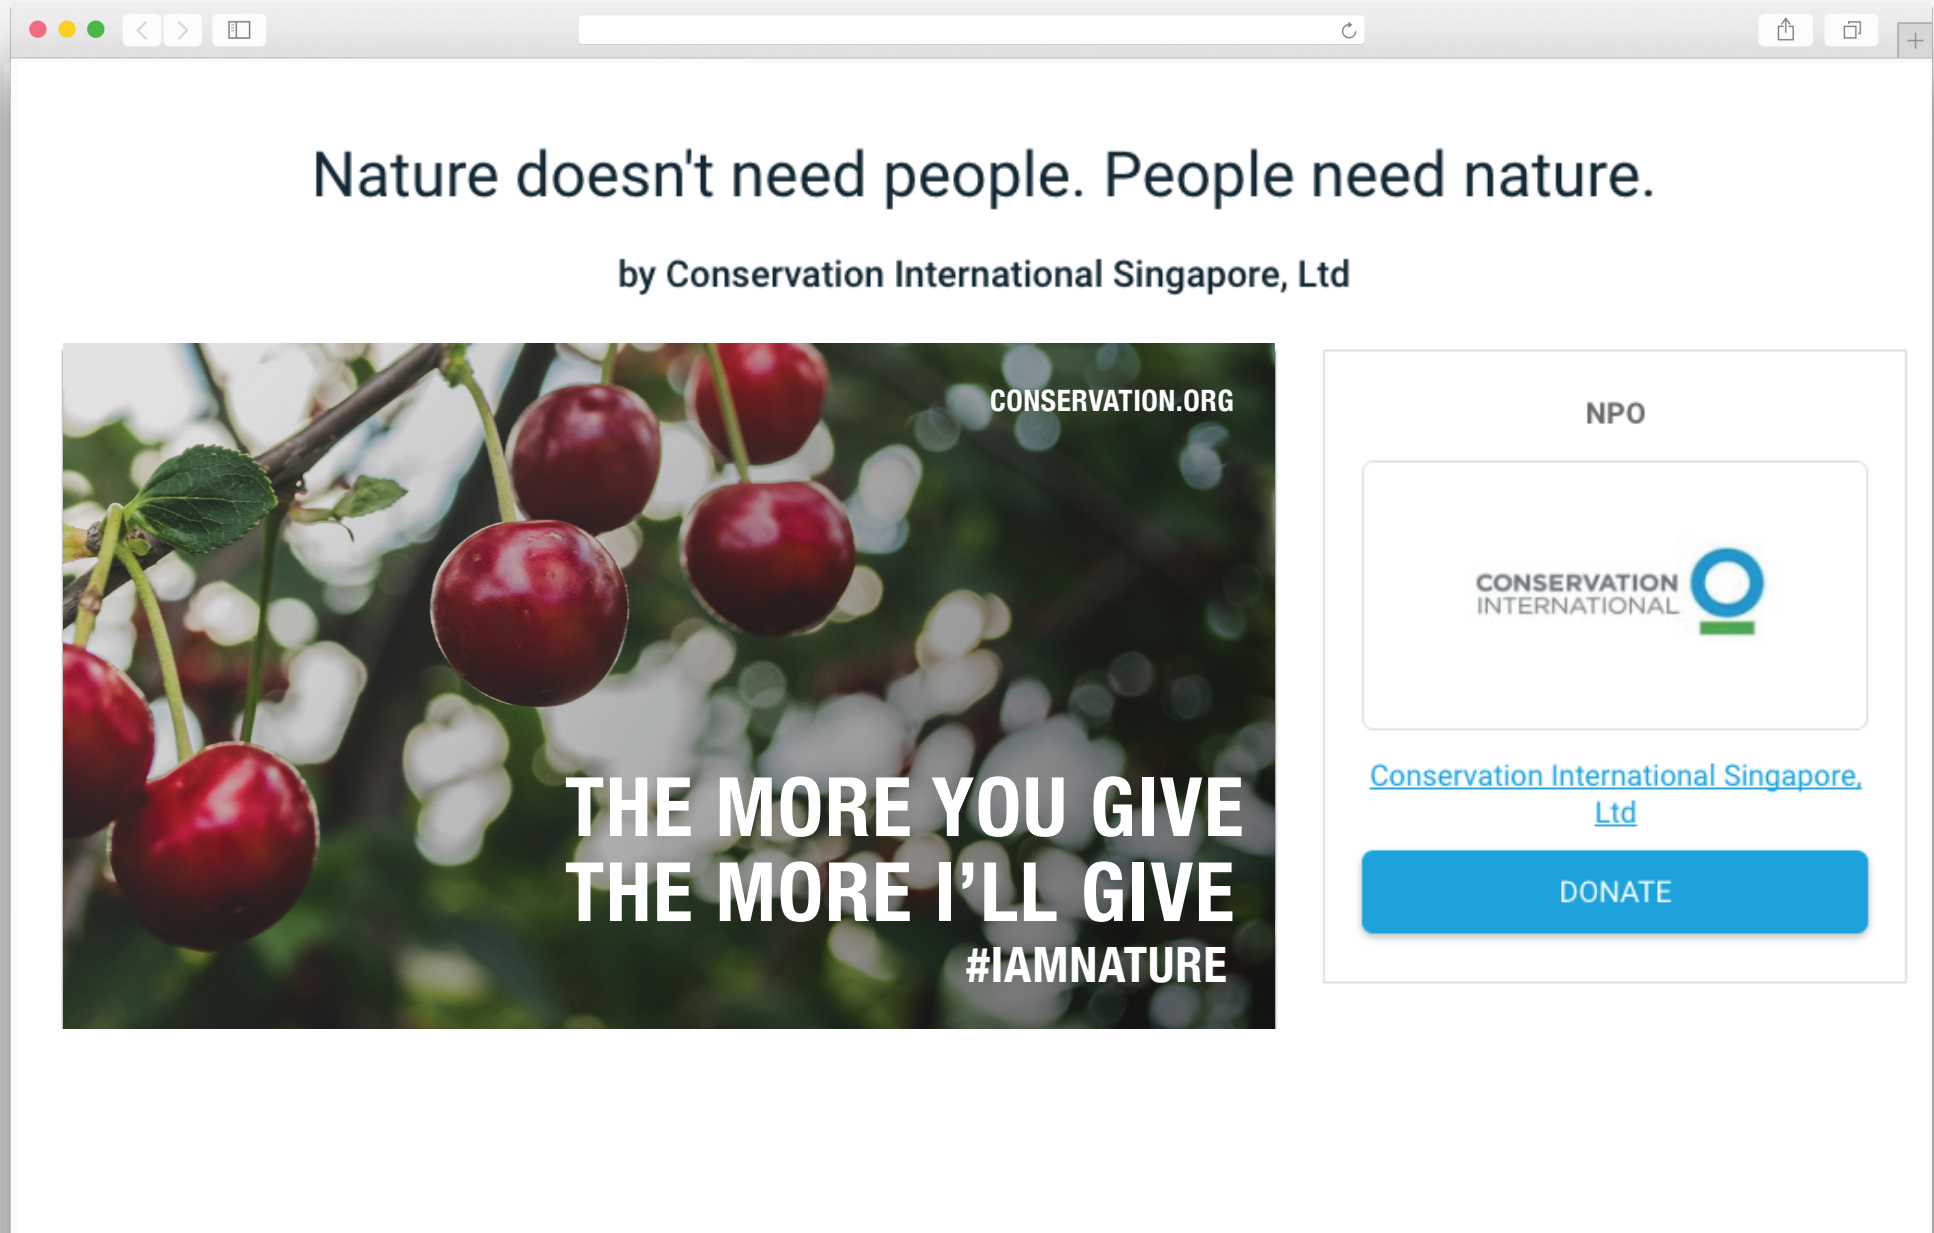 Nature doesn't need people. People need nature.
by Conservation International Singapore, Ltd
CONSERVATION.ORG
THE MORE YOU GIVE
THE MORE I’LL GIVE
#IAMNATURE
NPO
CONSERVATION
INTERNATIONAL
Conservation International Singapore,
Ltd
DONATE